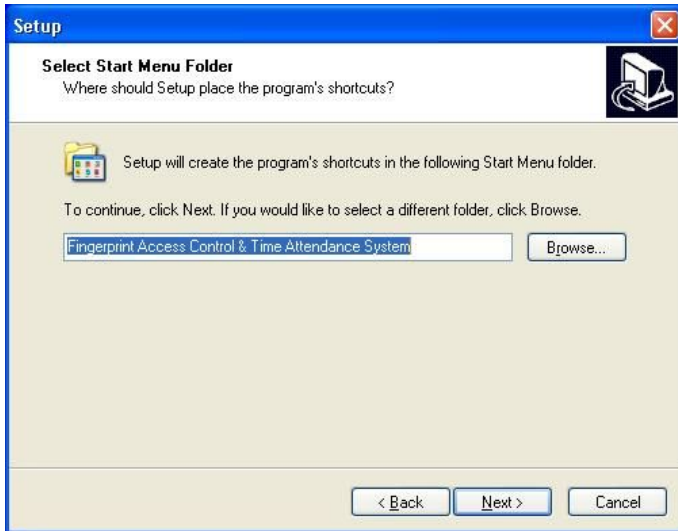 Setup
Select Start Menu Folder
Where should Setup place the program's shortcuts?
Setup will create the program's shortcuts in the following Start Menu folder.
To continue, click Next. If you would like to select a different folder, click Browse.
Fingerprint Access Control & Time Attendance System
Browse...
< Back
Next >
Cancel